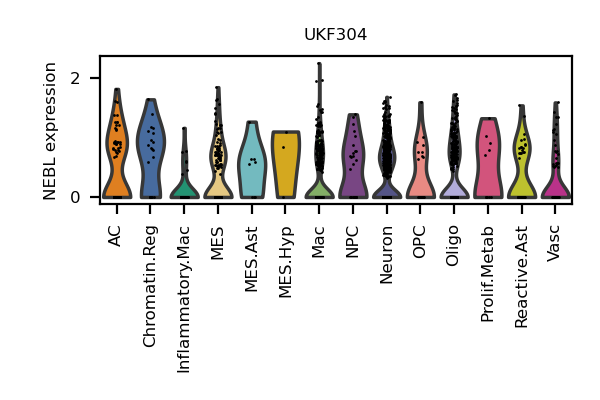 UKF304
NEBL expression
2
0
AC
Chromatin.Reg
Inflammatory.Mac
MES
MES.Ast
MES.Hyp
Mac
NPC
Neuron
OPC
Oligo
Prolif.Metab
Reactive.Ast
Vasc